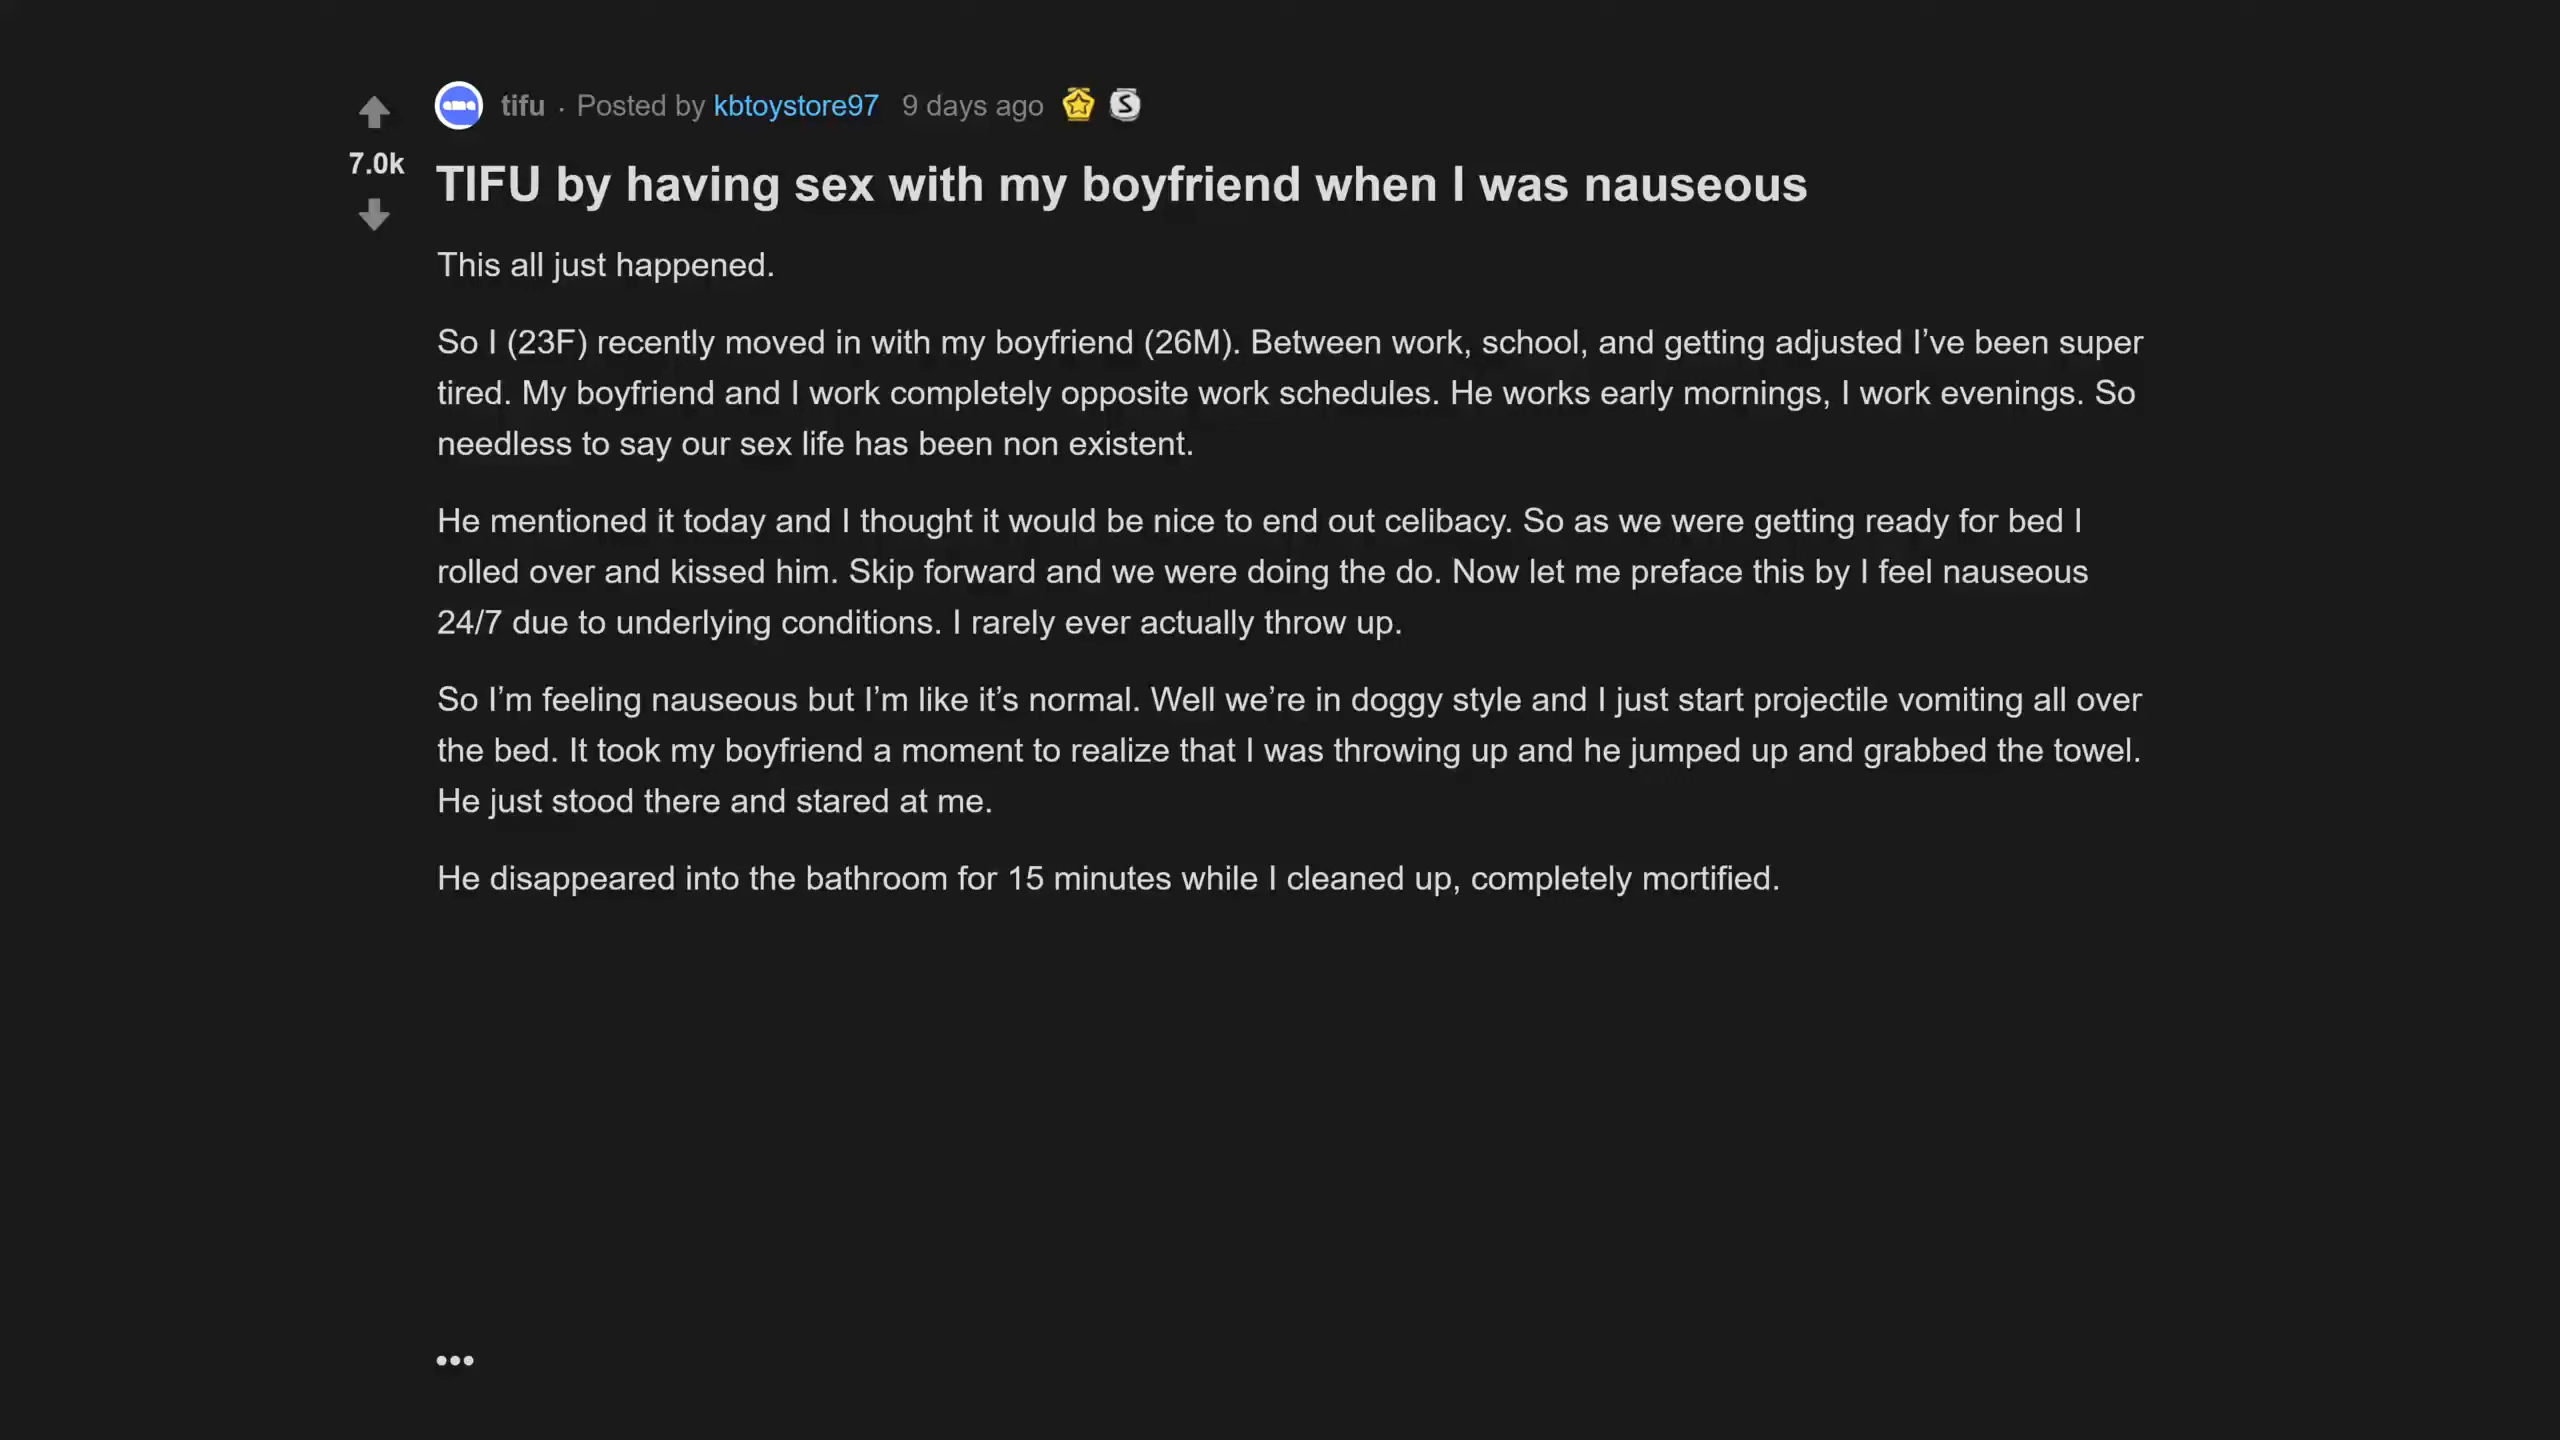 tifu · Posted by kbtoystore97 9 days ago
7.0k
TIFU by having sex with my boyfriend when I was nauseous
This all just happened.
So I (23F) recently moved in with my boyfriend (26M). Between work, school, and getting adjusted I’ve been super
tired. My boyfriend and I work completely opposite work schedules. He works early mornings, I work evenings. So
needless to say our sex life has been non existent.
He mentioned it today and I thought it would be nice to end out celibacy. So as we were getting ready for bed I
rolled over and kissed him. Skip forward and we were doing the do. Now let me preface this by I feel nauseous
24/7 due to underlying conditions. I rarely ever actually throw up.
So I’m feeling nauseous but I’m like it’s normal. Well we’re in doggy style and I just start projectile vomiting all over
the bed. It took my boyfriend a moment to realize that I was throwing up and he jumped up and grabbed the towel.
He just stood there and stared at me.
He disappeared into the bathroom for 15 minutes while I cleaned up, completely mortified.
•••